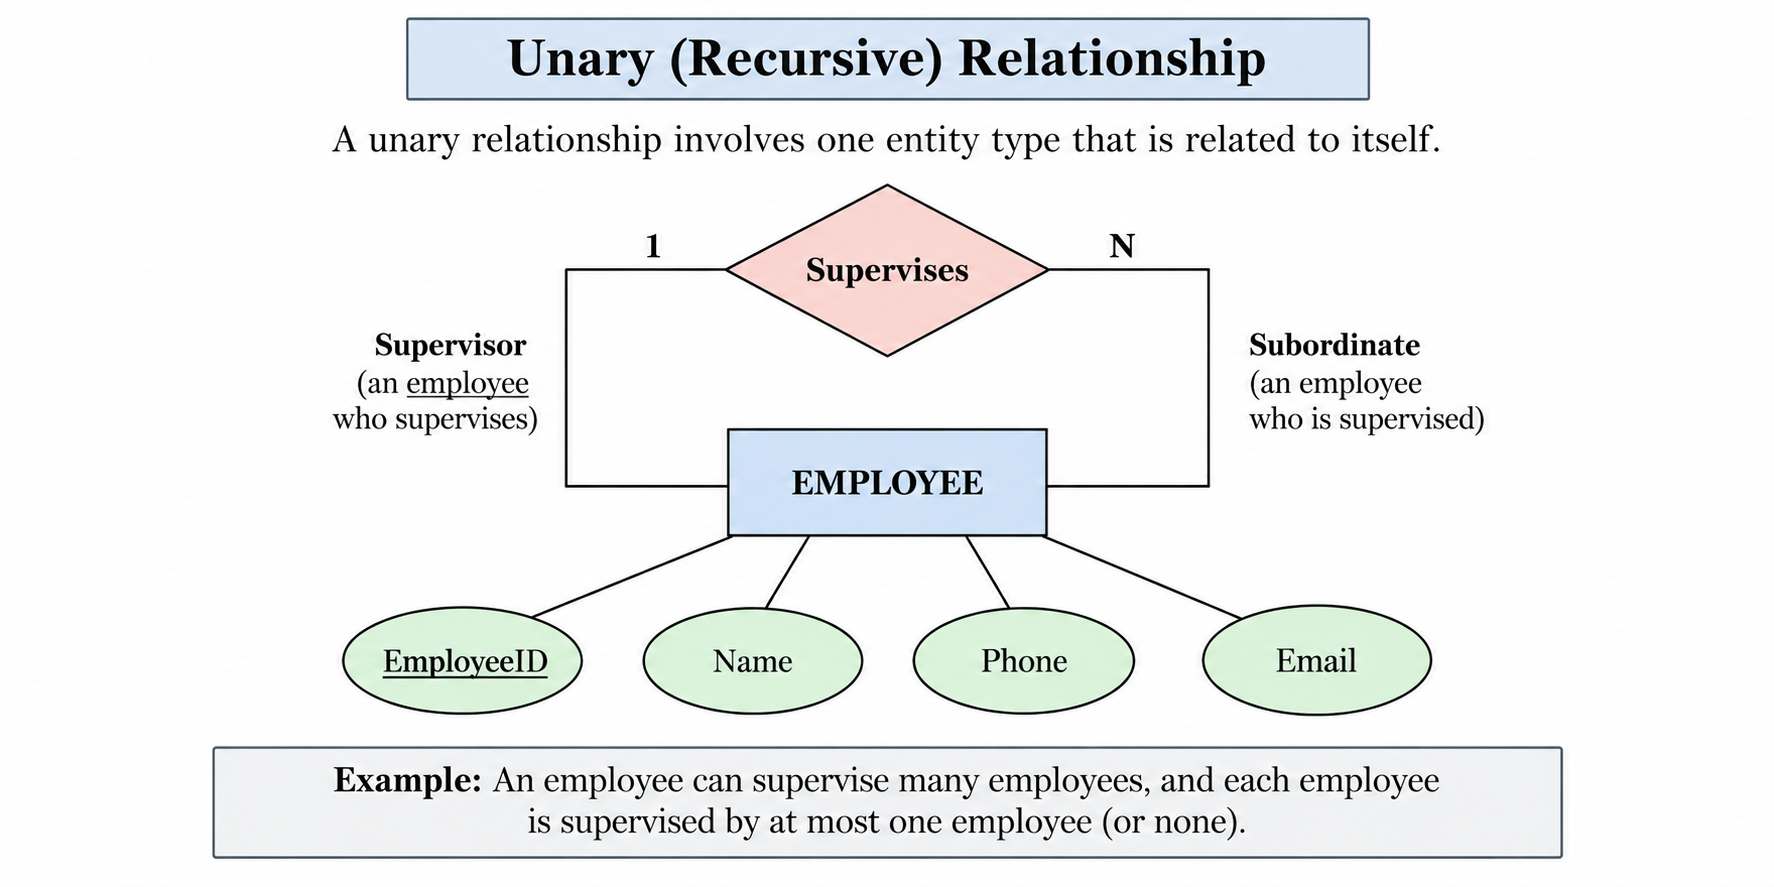 Unary (Recursive) Relationship
A unary relationship involves one entity type that is related to itself.
1
N
Supervises
Supervisor
(an employee
who supervises)
Subordinate
(an employee
who is supervised)
EMPLOYEE
EmployeeID
Name
Phone
Email
Example: An employee can supervise many employees, and each employee
is supervised by at most one employee (or none).